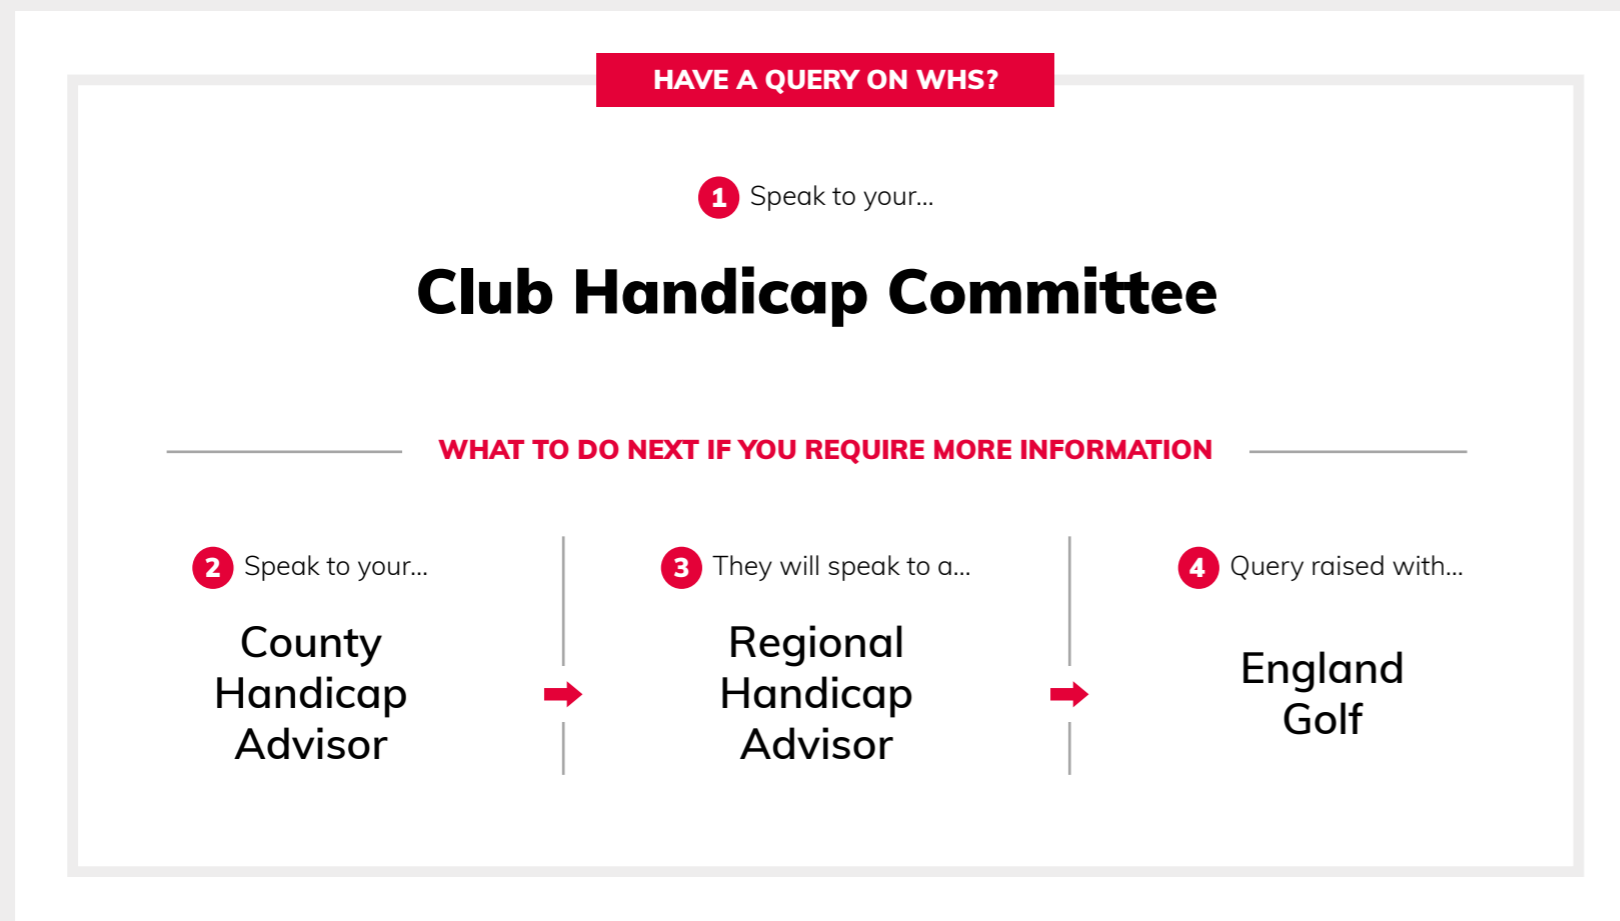 HAVE A QUERY ON WHS?
1 Speak to your...
Club Handicap Committee
WHAT TO DO NEXT IF YOU REQUIRE MORE INFORMATION
2 Speak to your...
County
Handicap
Advisor
3 They will speak to a...
Regional
Handicap
Advisor
4 Query raised with...
England
Golf